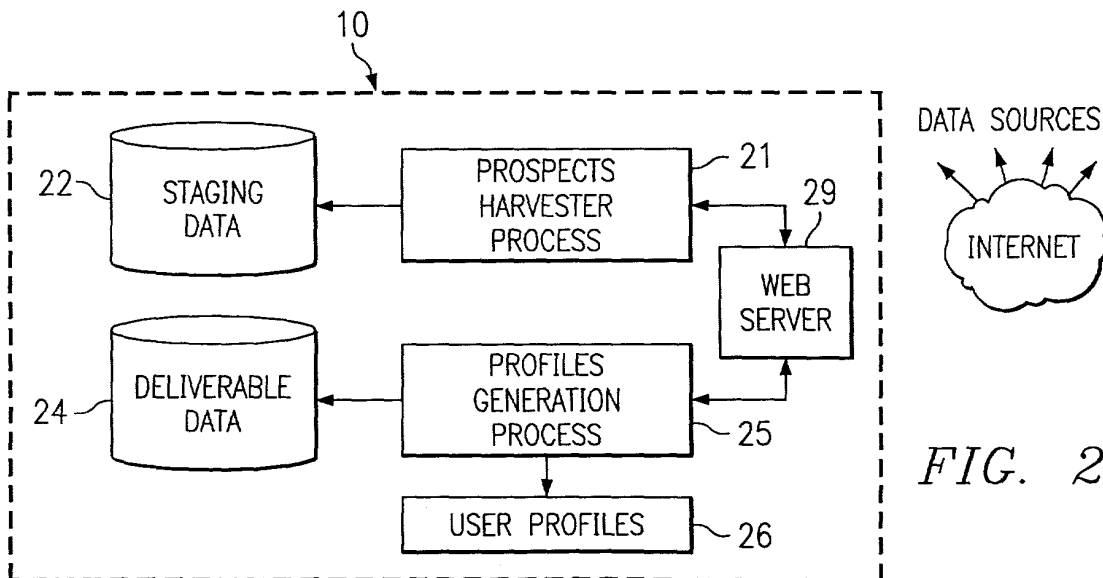 10
22
STAGING
DATA
PROSPECTS
HARVESTER
PROCESS
21
29
WEB
SERVER
DATA SOURCES
INTERNET
24
DELIVERABLE
DATA
PROFILES
GENERATION
PROCESS
25
USER PROFILES
26
FIG. 2